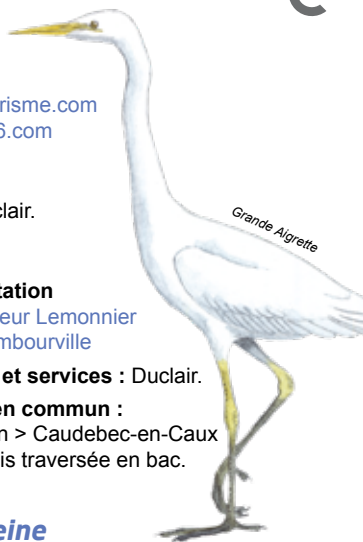 risme.com
6.com
lair.
Grande Aigrette
tation
eur Lemonnier
mbourville
et services : Duclair.
en commun :
n > Caudebec-en-Caux
is traversée en bac.
eine